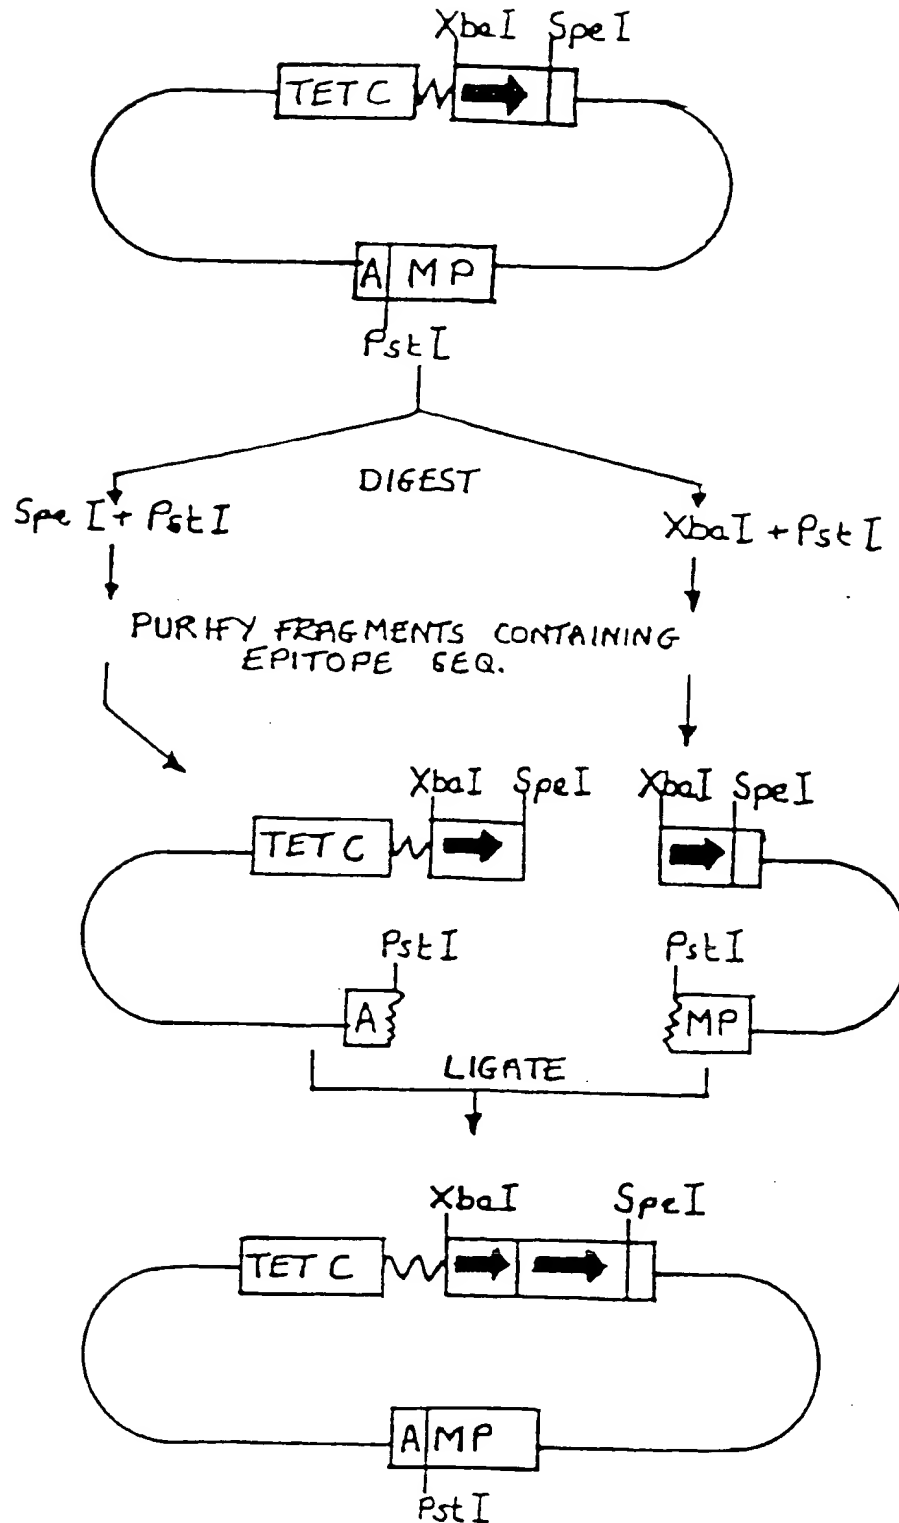 XbaI SpeI
TET C
A MP
PstI
DIGEST
SpeI + PstI
XbaI + PstI
PURIFY FRAGMENTS CONTAINING
EPITOPE SEQ.
XbaI SpeI
XbaI SpeI
TET C
PstI
PstI
A
MP
LIGATE
XbaI
SpeI
TET C
A MP
PstI